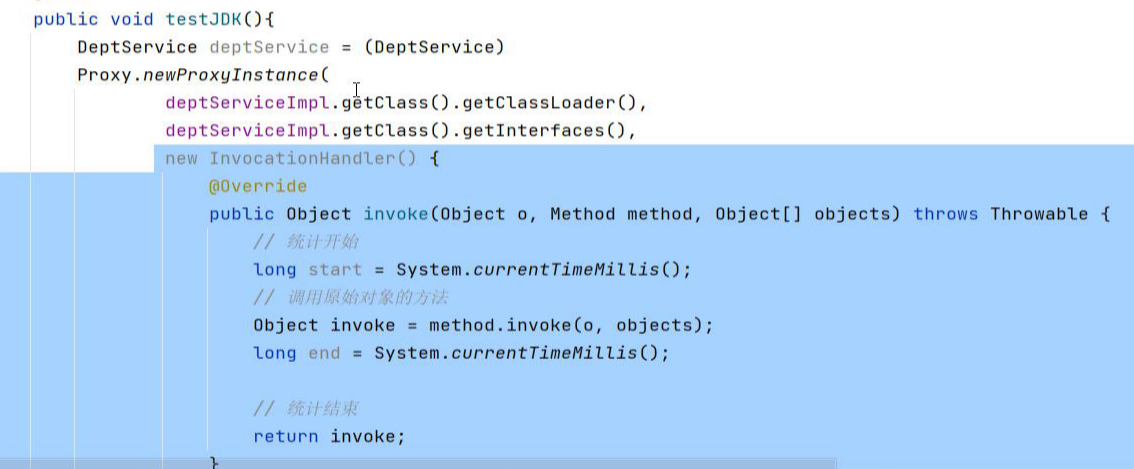 public void testJDK(){
DeptService deptService = (DeptService)
Proxy.newProxyInstance(
deptServiceImpl.getClass().getClassLoader(),
deptServiceImpl.getClass().getInterfaces(),
new InvocationHandler() {
@Override
public Object invoke(Object o, Method method, Object[] objects) throws Throwable {
// 统计开始
long start = System.currentTimeMillis();
// 调用原始对象的方法
Object invoke = method.invoke(o, objects);
long end = System.currentTimeMillis();
// 统计结束
return invoke;
}